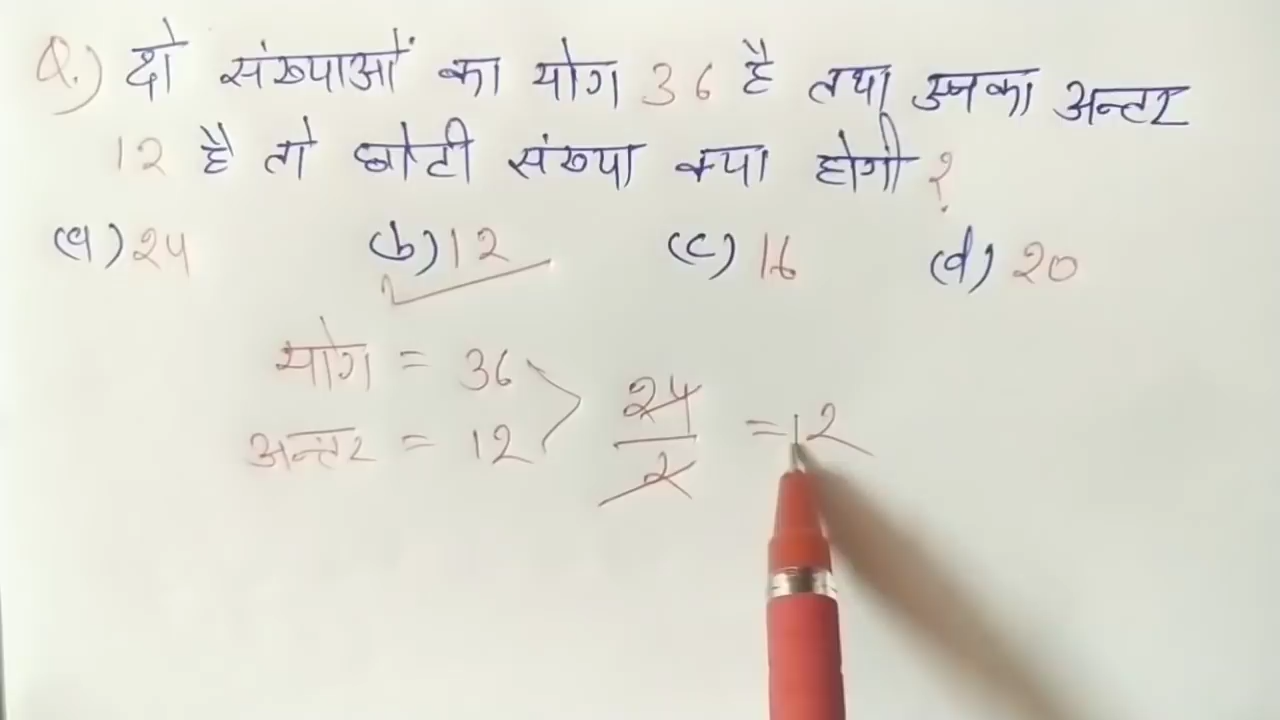 Q.) दो संख्याओं का योग 36 है तथा उनका अन्तर
12 है तो छोटी संख्या क्या होगी ?
(a) 24 (b) 12 (c) 16 (d) 20
योग = 36
अन्तर = 12
24/2 = 12